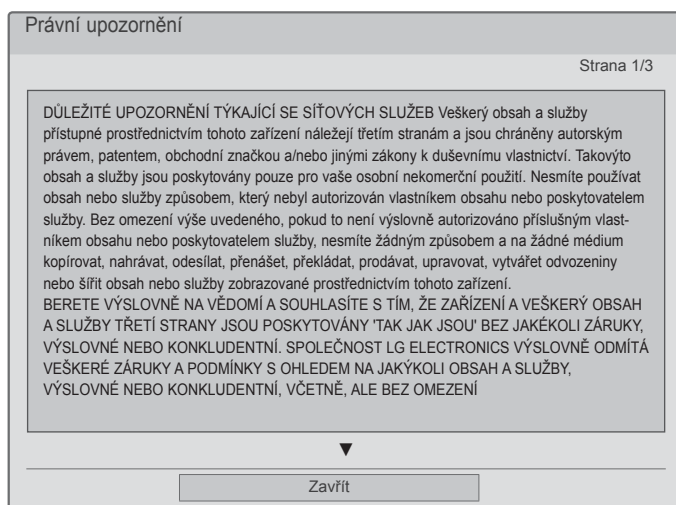 Právní upozornění
Strana 1/3
DŮLEŽITÉ UPOZORNĚNÍ TÝKAJÍCÍ SE SÍŤOVÝCH SLUŽEB Veškerý obsah a služby
přístupné prostřednictvím tohoto zařízení náležejí třetím stranám a jsou chráněny autorským
právem, patentem, obchodní značkou a/nebo jinými zákony k duševnímu vlastnictví. Takovýto
obsah a služby jsou poskytovány pouze pro vaše osobní nekomerční použití. Nesmíte používat
obsah nebo služby způsobem, který nebyl autorizován vlastníkem obsahu nebo poskytovatelem
služby. Bez omezení výše uvedeného, pokud to není výslovně autorizováno příslušným vlast-
níkem obsahu nebo poskytovatelem služby, nesmíte žádným způsobem a na žádné médium
kopírovat, nahrávat, odesílat, přenášet, překládat, prodávat, upravovat, vytvářet odvozeniny
nebo šířit obsah nebo služby zobrazované prostřednictvím tohoto zařízení.
BERETE VÝSLOVNĚ NA VĚDOMÍ A SOUHLASÍTE S TÍM, ŽE ZAŘÍZENÍ A VEŠKERÝ OBSAH
A SLUŽBY TŘETÍ STRANY JSOU POSKYTOVÁNY 'TAK JAK JSOU' BEZ JAKÉKOLI ZÁRUKY,
VÝSLOVNÉ NEBO KONKLUDENTNÍ. SPOLEČNOST LG ELECTRONICS VÝSLOVNĚ ODMÍTÁ
VEŠKERÉ ZÁRUKY A PODMÍNKY S OHLEDEM NA JAKÝKOLI OBSAH A SLUŽBY,
VÝSLOVNÉ NEBO KONKLUDENTNÍ, VČETNĚ, ALE BEZ OMEZENÍ
▼
Zavřít